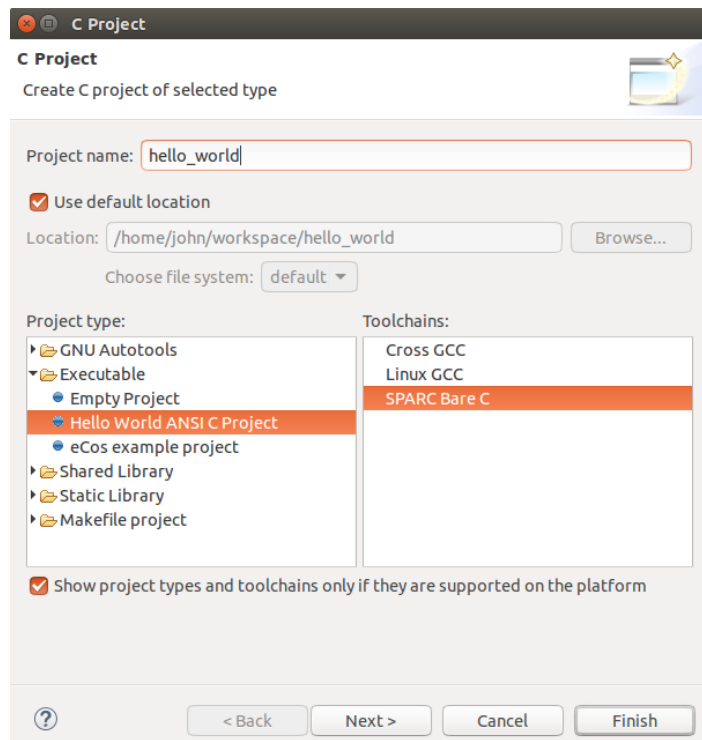 C Project
C Project
Create C project of selected type
Project name: hello_world
Use default location
Location: /home/john/workspace/hello_world Browse...
Choose file system: default
Project type:
GNU Autotools
Executable
Empty Project
Hello World ANSI C Project
eCos example project
Shared Library
Static Library
Makefile project
Toolchains:
Cross GCC
Linux GCC
SPARC Bare C
Show project types and toolchains only if they are supported on the platform
? < Back Next > Cancel Finish